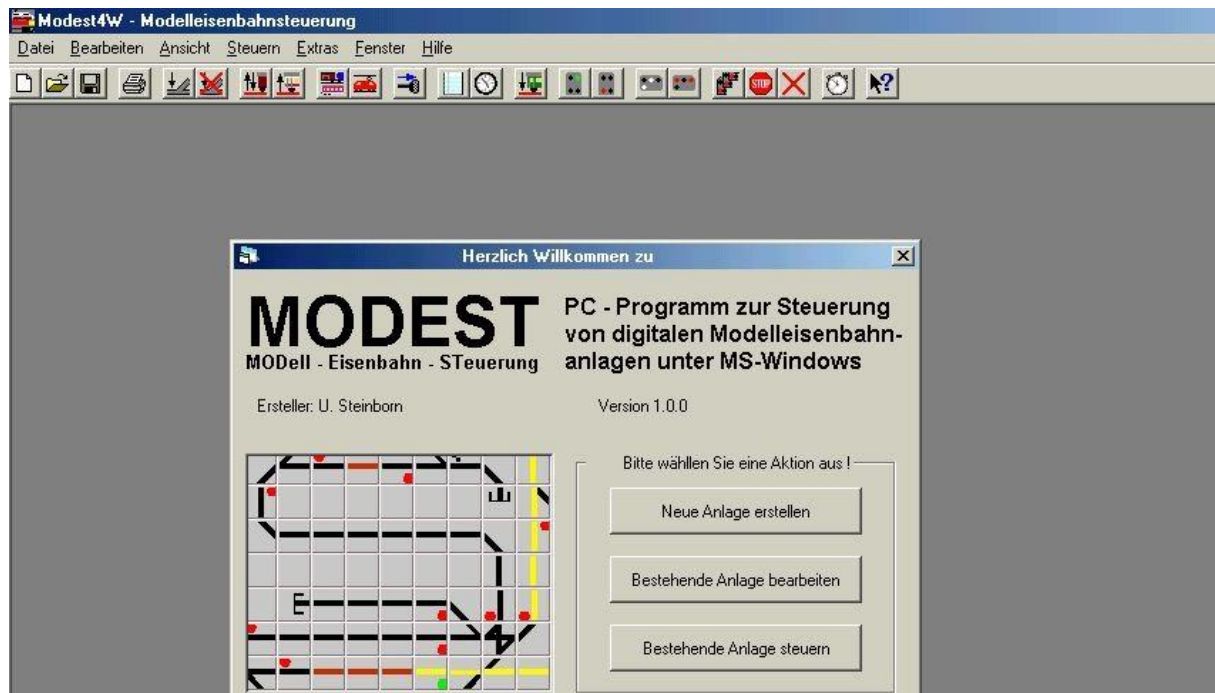 Modest4W - Modelleisenbahnsteuerung
Datei Bearbeiten Ansicht Steuern Extras Fenster Hilfe
STOP
Herzlich Willkommen zu
MODEST
MODell - Eisenbahn - STeuerung
PC - Programm zur Steuerung
von digitalen Modelleisenbahn-
anlagen unter MS-Windows
Ersteller: U. Steinborn
Version 1.0.0
Bitte wähllen Sie eine Aktion aus !
Neue Anlage erstellen
Bestehende Anlage bearbeiten
Bestehende Anlage steuern